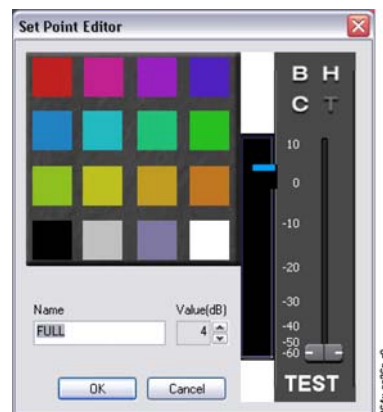 Set Point Editor
B H
C T
10
0
-10
-20
-30
-40
-50
-60
Name
Value(dB)
FULL
4
OK
Cancel
TEST